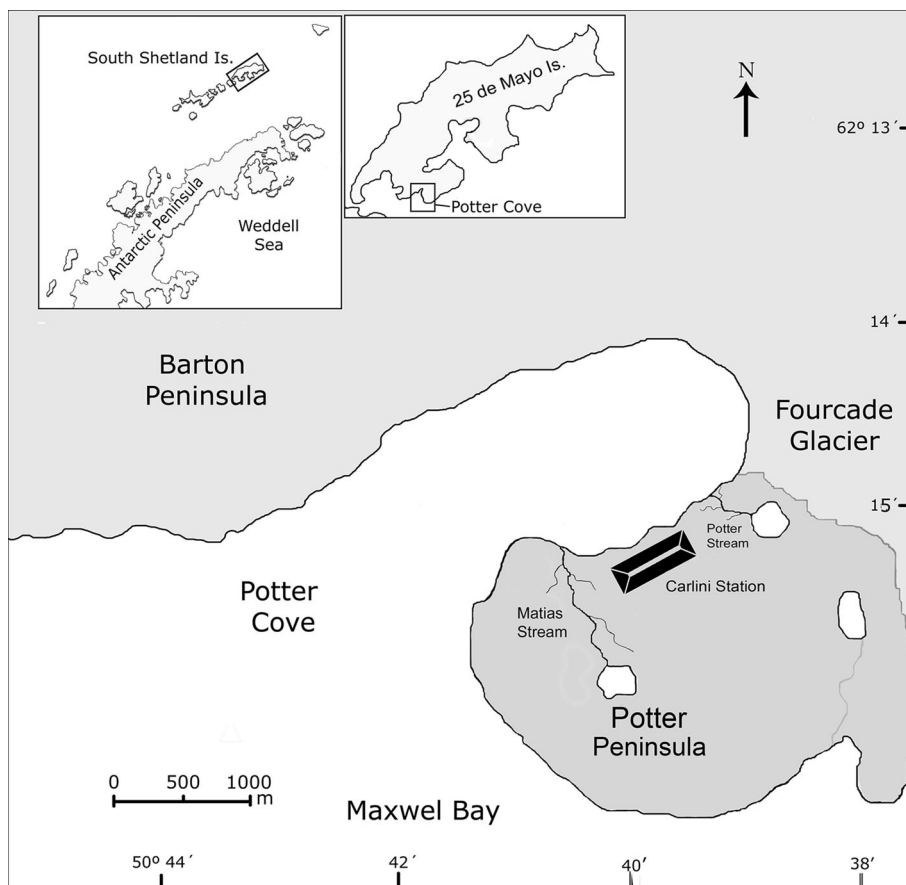 South Shetland Is.
Antarctic Peninsula
Weddell
Sea
25 de Mayo Is.
Potter Cove
N
62º 13´
14´
15´
Barton
Peninsula
Fourcade
Glacier
Potter
Stream
Carlini Station
Matias
Stream
Potter
Cove
Potter
Peninsula
0 500 1000
m
Maxwel Bay
50º 44´ 42´ 40’ 38’